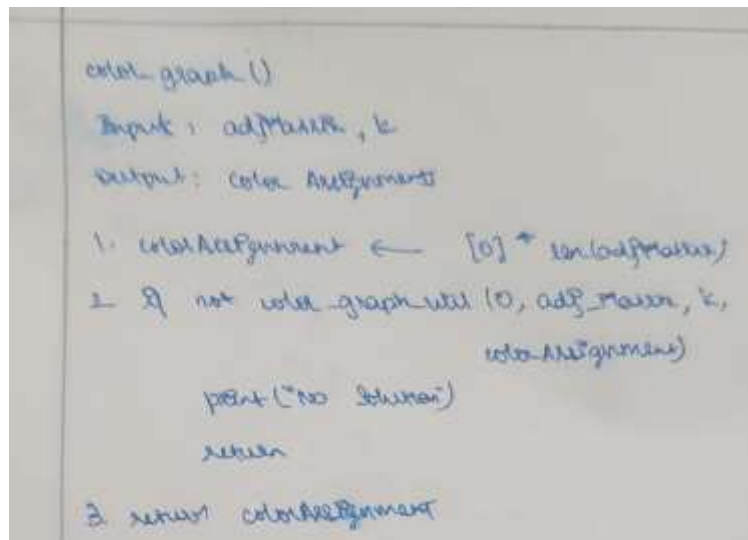 color_graph ()
Input : adjMatrix, k
Output : color Assignment
1. colorAssignment ← [0] * len(adjMatrix)
2 If not color_graph_util (0, adj_Matrix, k,
colorAssignment)
print ("No Solution")
return
3 return colorAssignment